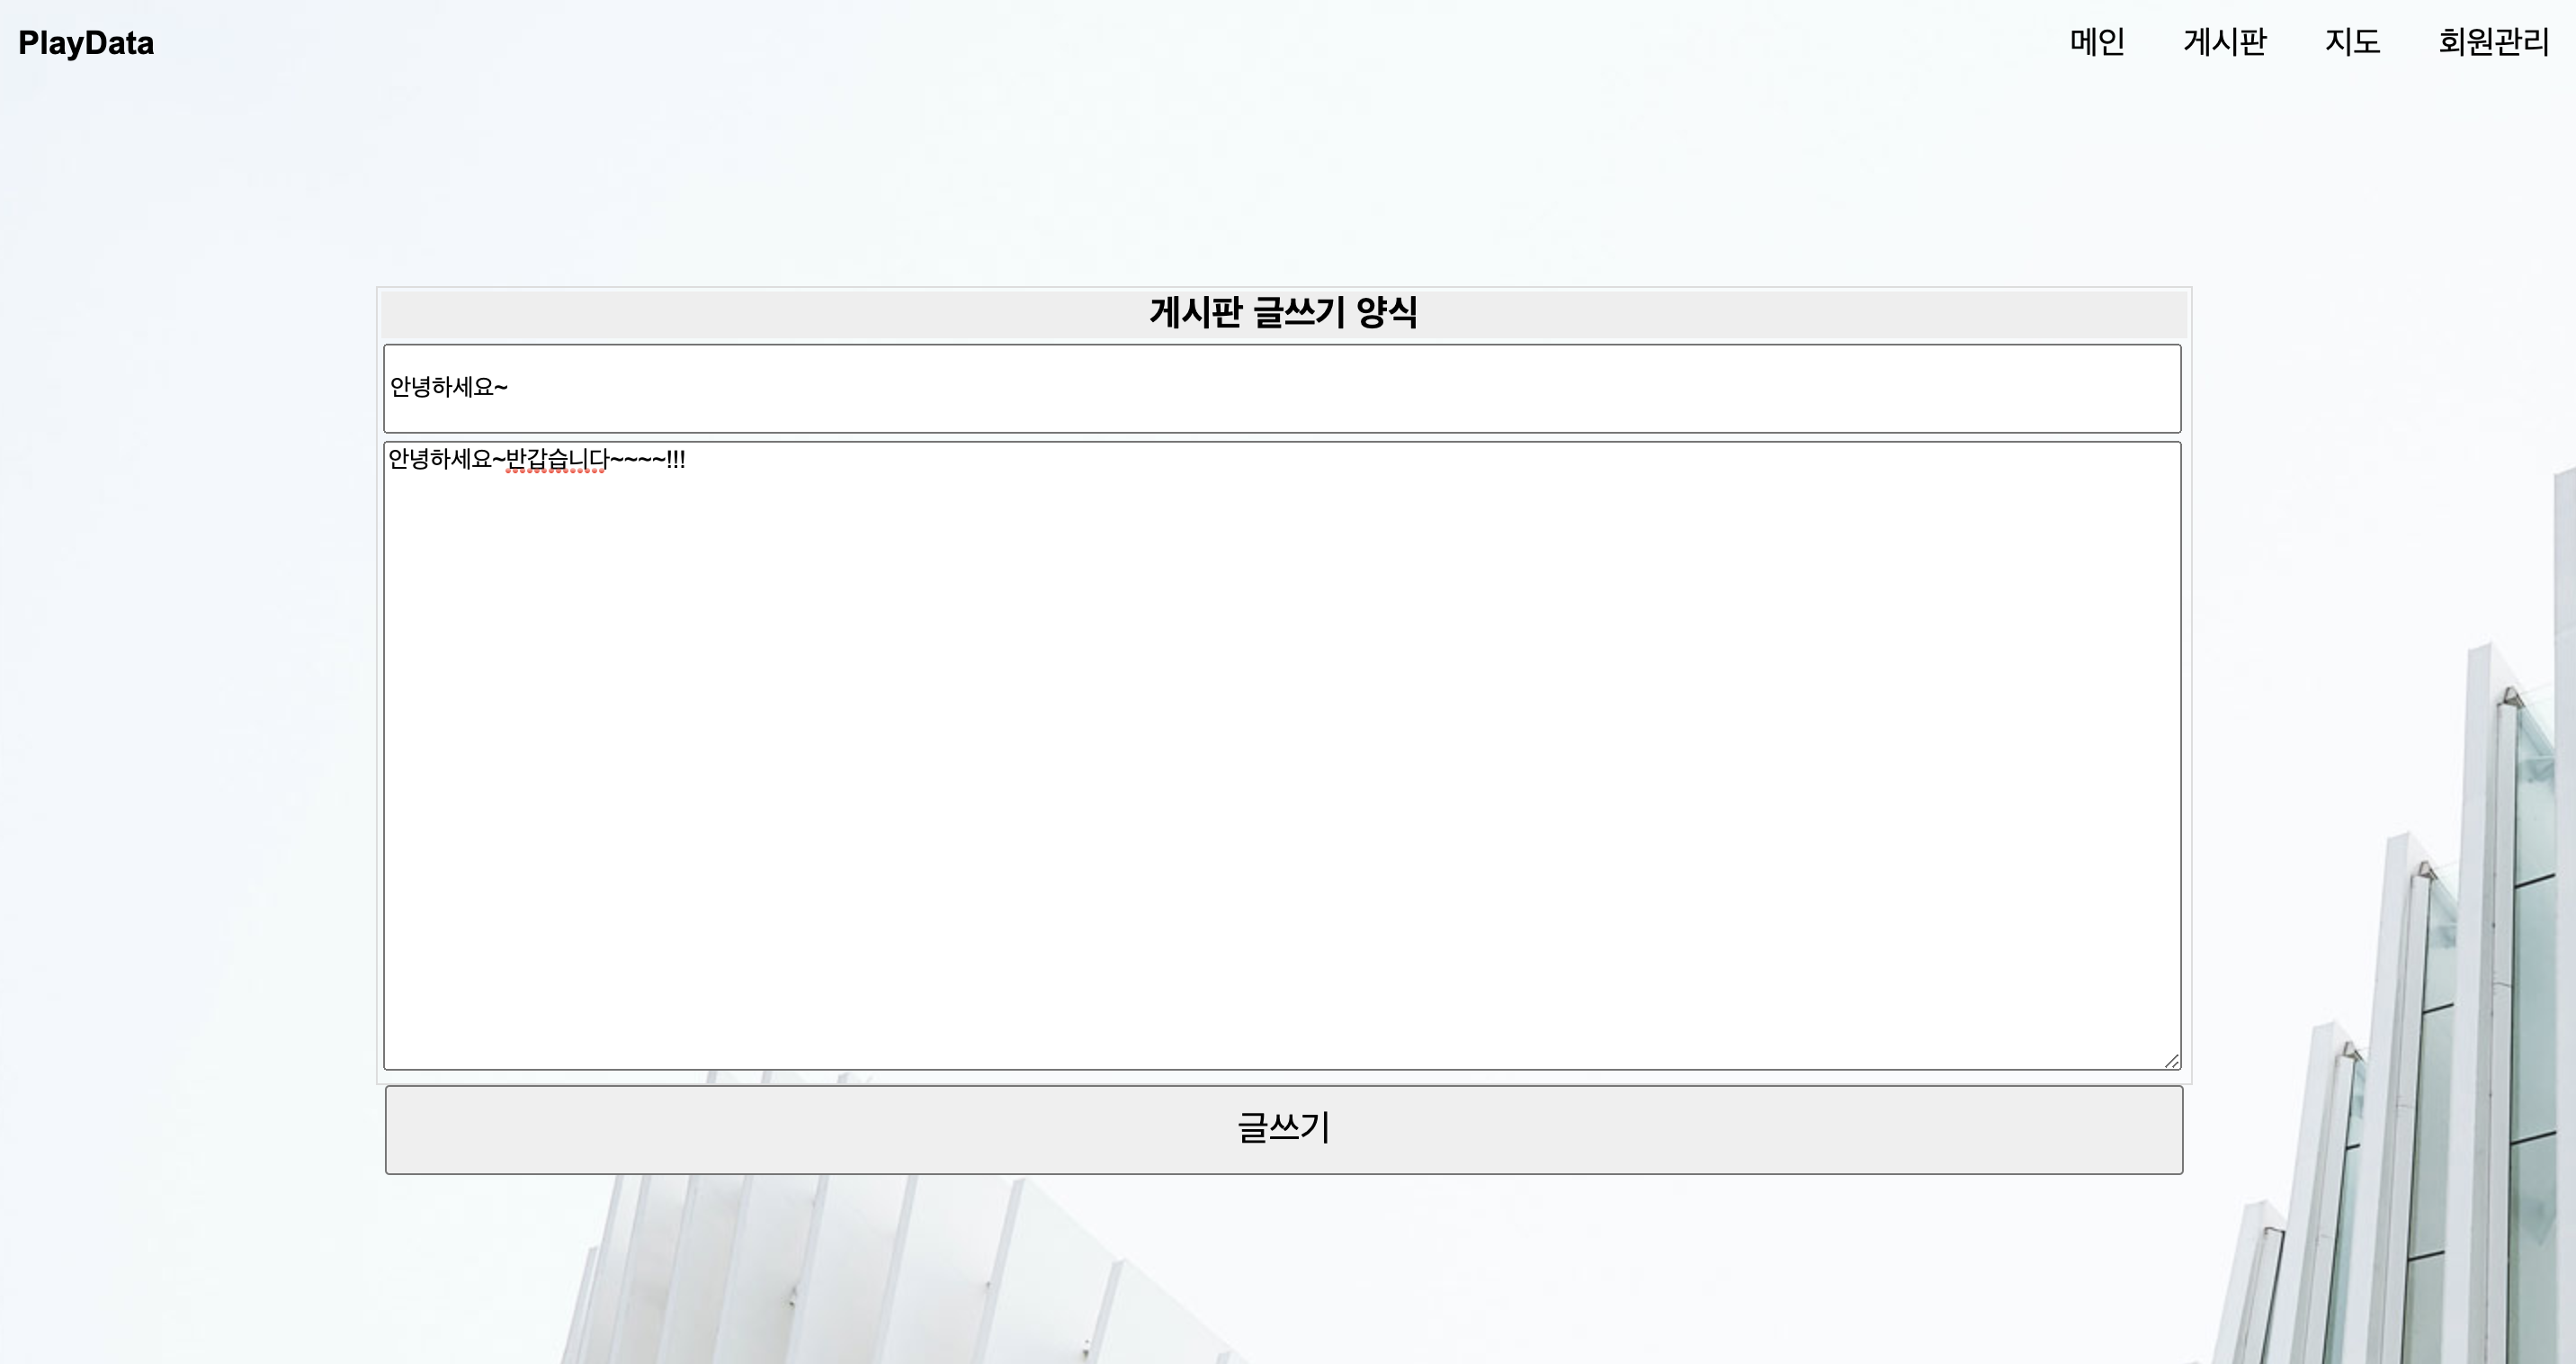 PlayData
메인 게시판 지도 회원관리
게시판 글쓰기 양식
안녕하세요~
안녕하세요~반갑습니다~~~~!!!
글쓰기